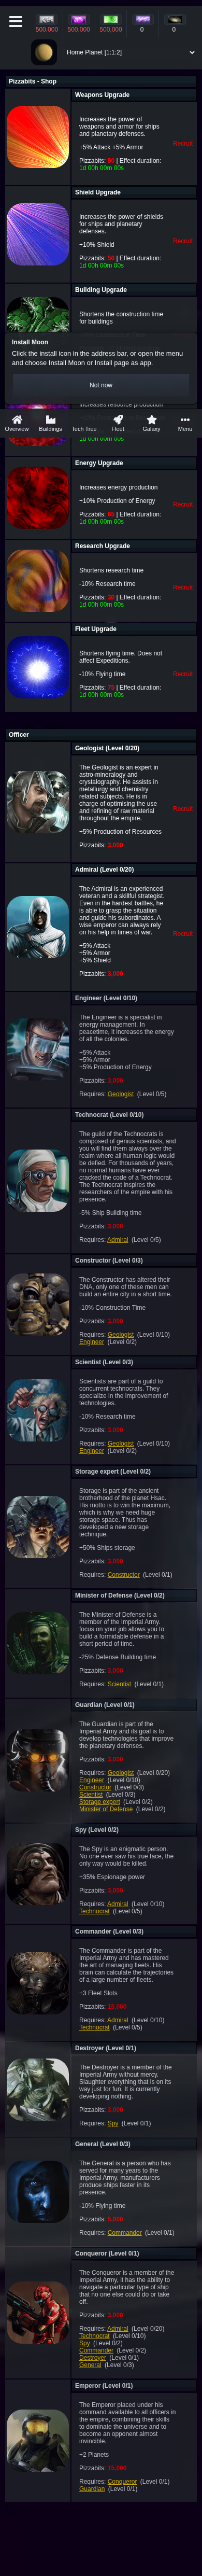 500,000
500,000
500,000
0
0
Home Planet [1:1:2]
Pizzabits - Shop
Weapons Upgrade
Increases the power of
weapons and armor for ships
and planetary defenses.
+5% Attack +5% Armor
Recruit
Pizzabits: 50 | Effect duration:
1d 00h 00m 00s
Shield Upgrade
Increases the power of shields
for ships and planetary
defenses.
+10% Shield
Recruit
Pizzabits: 50 | Effect duration:
1d 00h 00m 00s
Building Upgrade
Shortens the construction time
for buildings
Install Moon
Click the install icon in the address bar, or open the menu
and choose Install Moon or Install page as app.
Not now
Increases resource production
Overview
Buildings
Tech Tree
Fleet
Galaxy
Menu
1d 00h 00m 00s
Energy Upgrade
Increases energy production
+10% Production of Energy
Recruit
Pizzabits: | Effect duration:
1d 00h 00m 00s
Research Upgrade
Shortens research time
-10% Research time
Recruit
Pizzabits: | Effect duration:
1d 00h 00m 00s
Fleet Upgrade
Shortens flying time. Does not
affect Expeditions.
-10% Flying time
Recruit
Pizzabits: | Effect duration:
1d 00h 00m 00s
Officer
Geologist (Level 0/20)
The Geologist is an expert in
astro-mineralogy and
crystalography. He assists in
metallurgy and chemistry
related subjects. He is in
charge of optimising the use
and refining of raw material
throughout the empire.
Recruit
+5% Production of Resources
Pizzabits: 3,000
Admiral (Level 0/20)
The Admiral is an experienced
veteran and a skillful strategist.
Even in the hardest battles, he
is able to grasp the situation
and guide his subordinates. A
wise emperor can always rely
on his help in times of war.
Recruit
+5% Attack
+5% Armor
+5% Shield
Pizzabits: 3,000
Engineer (Level 0/10)
The Engineer is a specialist in
energy management. In
peacetime, it increases the energy
of all the colonies.
+5% Attack
+5% Armor
+5% Production of Energy
Pizzabits: 3,000
Requires: Geologist (Level 0/5)
Technocrat (Level 0/10)
The guild of the Technocrats is
composed of genius scientists, and
you will find them always over the
realm where all human logic would
be defied. For thousands of years,
no normal humans have ever
cracked the code of a Technocrat.
The Technocrat inspires the
researchers of the empire with his
presence.
-5% Ship Building time
Pizzabits: 3,000
Requires: Admiral (Level 0/5)
Constructor (Level 0/3)
The Constructor has altered their
DNA, only one of these men can
build an entire city in a short time.
-10% Construction Time
Pizzabits: 3,000
Requires: Geologist (Level 0/10)
Engineer (Level 0/2)
Scientist (Level 0/3)
Scientists are part of a guild to
concurrent technocrats. They
specialize in the improvement of
technologies.
-10% Research time
Pizzabits: 3,000
Requires: Geologist (Level 0/10)
Engineer (Level 0/2)
Storage expert (Level 0/2)
Storage is part of the ancient
brotherhood of the planet Hsac.
His motto is to win the maximum,
which is why we need huge
storage space. Thus has
developed a new storage
technique.
+50% Ships storage
Pizzabits: 3,000
Requires: Constructor (Level 0/1)
Minister of Defense (Level 0/2)
The Minister of Defense is a
member of the Imperial Army.
focus on your job allows you to
build a formidable defense in a
short period of time.
-25% Defense Building time
Pizzabits: 3,500
Requires: Scientist (Level 0/1)
Guardian (Level 0/1)
The Guardian is part of the
Imperial Army and its goal is to
develop technologies that improve
the planetary defenses.
Pizzabits: 3,500
Requires: Geologist (Level 0/20)
Engineer (Level 0/10)
Constructor (Level 0/3)
Scientist (Level 0/3)
Storage expert (Level 0/2)
Minister of Defense (Level 0/2)
Spy (Level 0/2)
The Spy is an enigmatic person.
No one ever saw his true face, the
only way would be killed.
+35% Espionage power
Pizzabits: 3,000
Requires: Admiral (Level 0/10)
Technocrat (Level 0/5)
Commander (Level 0/3)
The Commander is part of the
Imperial Army and has mastered
the art of managing fleets. His
brain can calculate the trajectories
of a large number of fleets.
+3 Fleet Slots
Pizzabits: 15,000
Requires: Admiral (Level 0/10)
Technocrat (Level 0/5)
Destroyer (Level 0/1)
The Destroyer is a member of the
Imperial Army without mercy.
Slaughter everything that is on its
way just for fun. It is currently
developing nothing.
Pizzabits: 3,000
Requires: Spy (Level 0/1)
General (Level 0/3)
The General is a person who has
served for many years to the
Imperial Army. manufacturers
produce ships faster in its
presence.
-10% Flying time
Pizzabits: 5,000
Requires: Commander (Level 0/1)
Conqueror (Level 0/1)
The Conqueror is a member of the
Imperial Army, it has the ability to
navigate a particular type of ship
that no one else could do or take
off.
Pizzabits: 3,000
Requires: Admiral (Level 0/20)
Technocrat (Level 0/10)
Spy (Level 0/2)
Commander (Level 0/2)
Destroyer (Level 0/1)
General (Level 0/3)
Emperor (Level 0/1)
The Emperor placed under his
command available to all officers in
the empire, combining their skills
to dominate the universe and to
become an opponent almost
invincible.
+2 Planets
Pizzabits: 15,000
Requires: Conqueror (Level 0/1)
Guardian (Level 0/1)